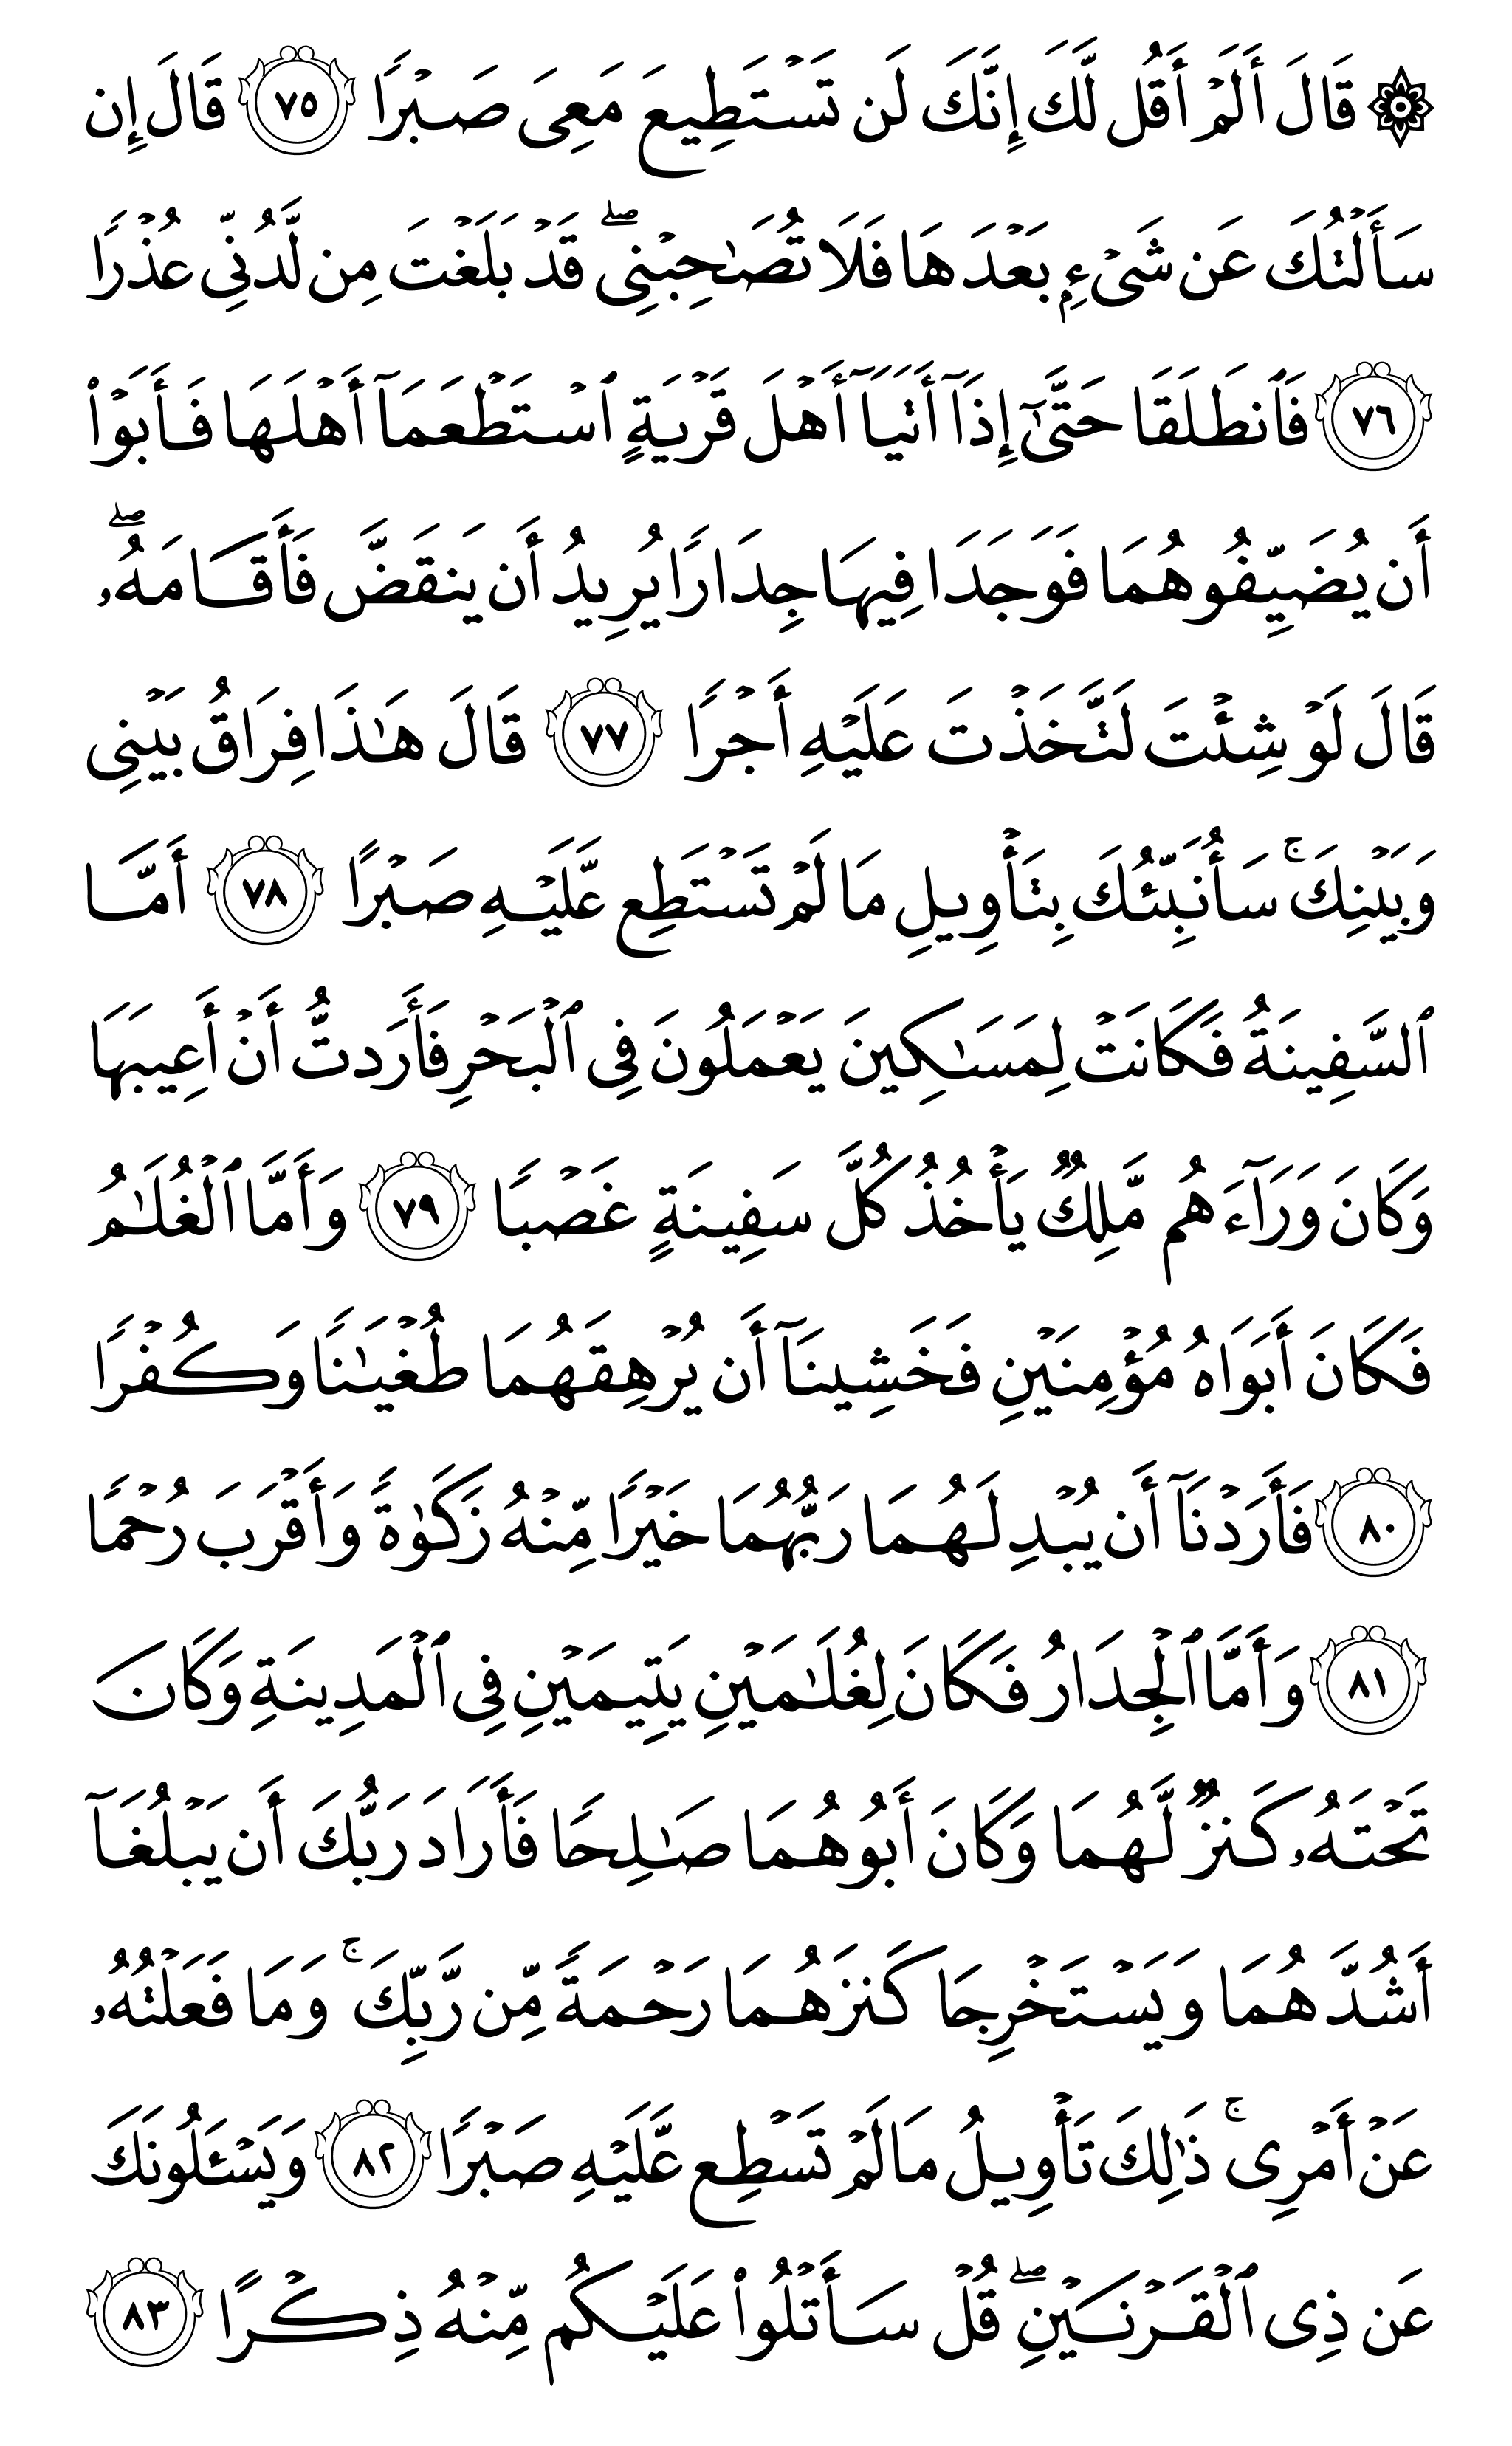 ۞ قَالَ أَلَمْ أَقُل لَّكَ إِنَّكَ لَن تَسْتَطِيعَ مَعِىَ صَبْرًا ٧٥ قَالَ إِن
سَأَلْتُكَ عَن شَىْءٍۭ بَعْدَهَا فَلَا تُصَٰحِبْنِى ۖ قَدْ بَلَغْتَ مِن لَّدُنِّى عُذْرًا
٧٦ فَٱنطَلَقَا حَتَّىٰٓ إِذَآ أَتَيَآ أَهْلَ قَرْيَةٍ ٱسْتَطْعَمَآ أَهْلَهَا فَأَبَوْا۟
أَن يُضَيِّفُوهُمَا فَوَجَدَا فِيهَا جِدَارًا يُرِيدُ أَن يَنقَضَّ فَأَقَامَهُۥ ۖ
قَالَ لَوْ شِئْتَ لَتَّخَذْتَ عَلَيْهِ أَجْرًا ٧٧ قَالَ هَٰذَا فِرَاقُ بَيْنِى
وَبَيْنِكَ ۚ سَأُنَبِّئُكَ بِتَأْوِيلِ مَا لَمْ تَسْتَطِع عَّلَيْهِ صَبْرًا ٧٨ أَمَّا
ٱلسَّفِينَةُ فَكَانَتْ لِمَسَٰكِينَ يَعْمَلُونَ فِى ٱلْبَحْرِ فَأَرَدتُّ أَنْ أَعِيبَهَا
وَكَانَ وَرَآءَهُم مَّلِكٌ يَأْخُذُ كُلَّ سَفِينَةٍ غَصْبًا ٧٩ وَأَمَّا ٱلْغُلَٰمُ
فَكَانَ أَبَوَاهُ مُؤْمِنَيْنِ فَخَشِينَآ أَن يُرْهِقَهُمَا طُغْيَٰنًا وَكُفْرًا
٨٠ فَأَرَدْنَآ أَن يُبْدِلَهُمَا رَبُّهُمَا خَيْرًا مِّنْهُ زَكَوٰةً وَأَقْرَبَ رُحْمًا
٨١ وَأَمَّا ٱلْجِدَارُ فَكَانَ لِغُلَٰمَيْنِ يَتِيمَيْنِ فِى ٱلْمَدِينَةِ وَكَانَ
تَحْتَهُۥ كَنزٌ لَّهُمَا وَكَانَ أَبُوهُمَا صَٰلِحًا فَأَرَادَ رَبُّكَ أَن يَبْلُغَآ
أَشُدَّهُمَا وَيَسْتَخْرِجَا كَنزَهُمَا رَحْمَةً مِّن رَّبِّكَ ۚ وَمَا فَعَلْتُهُۥ
عَنْ أَمْرِى ۚ ذَٰلِكَ تَأْوِيلُ مَا لَمْ تَسْطِع عَّلَيْهِ صَبْرًا ٨٢ وَيَسْـَٔلُونَكَ
عَن ذِى ٱلْقَرْنَيْنِ ۖ قُلْ سَأَتْلُوا۟ عَلَيْكُم مِّنْهُ ذِكْرًا ٨٣